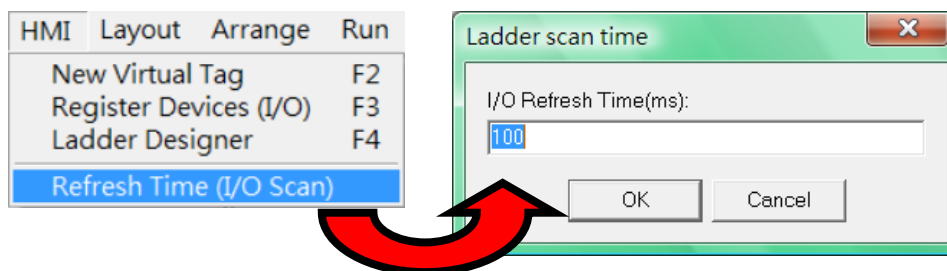 HMI Layout Arrange Run
New Virtual Tag F2
Register Devices (I/O) F3
Ladder Designer F4
Refresh Time (I/O Scan)
Ladder scan time
I/O Refresh Time(ms):
100
OK Cancel